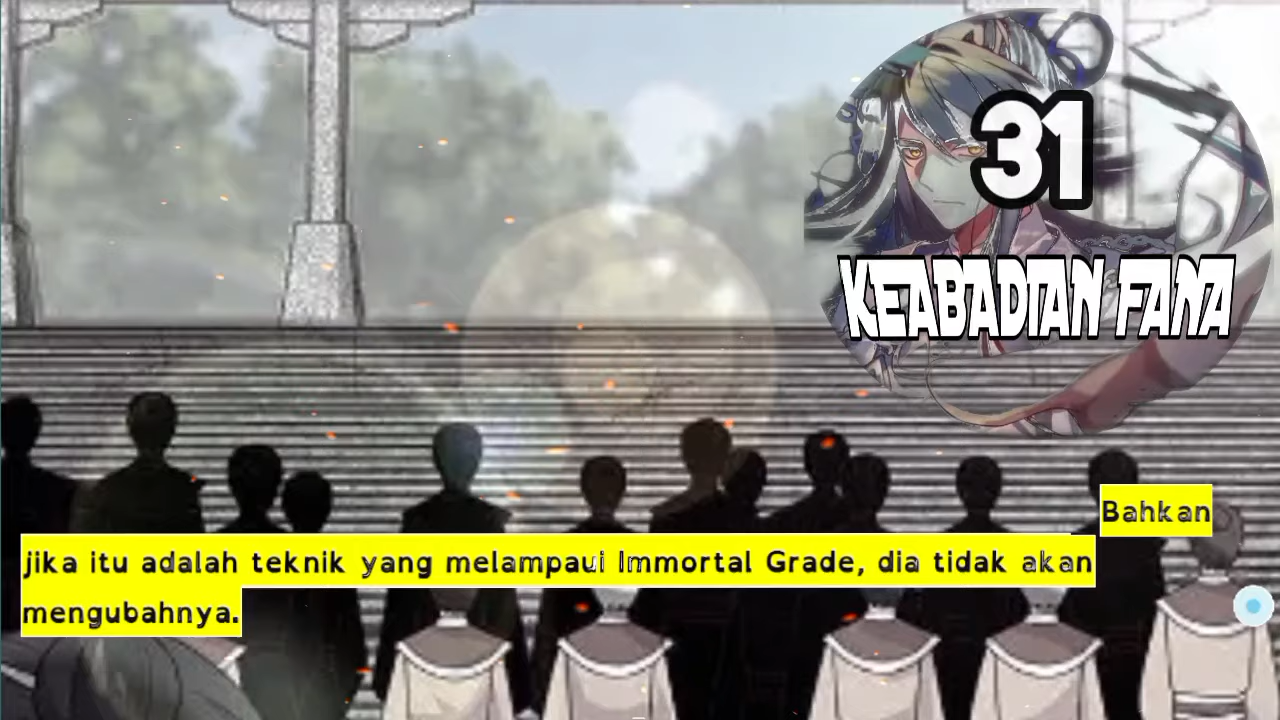 31
KEABADIAN FANA
Bahkan
jika itu adalah teknik yang melampaui Immortal Grade, dia tidak akan
mengubahnya.